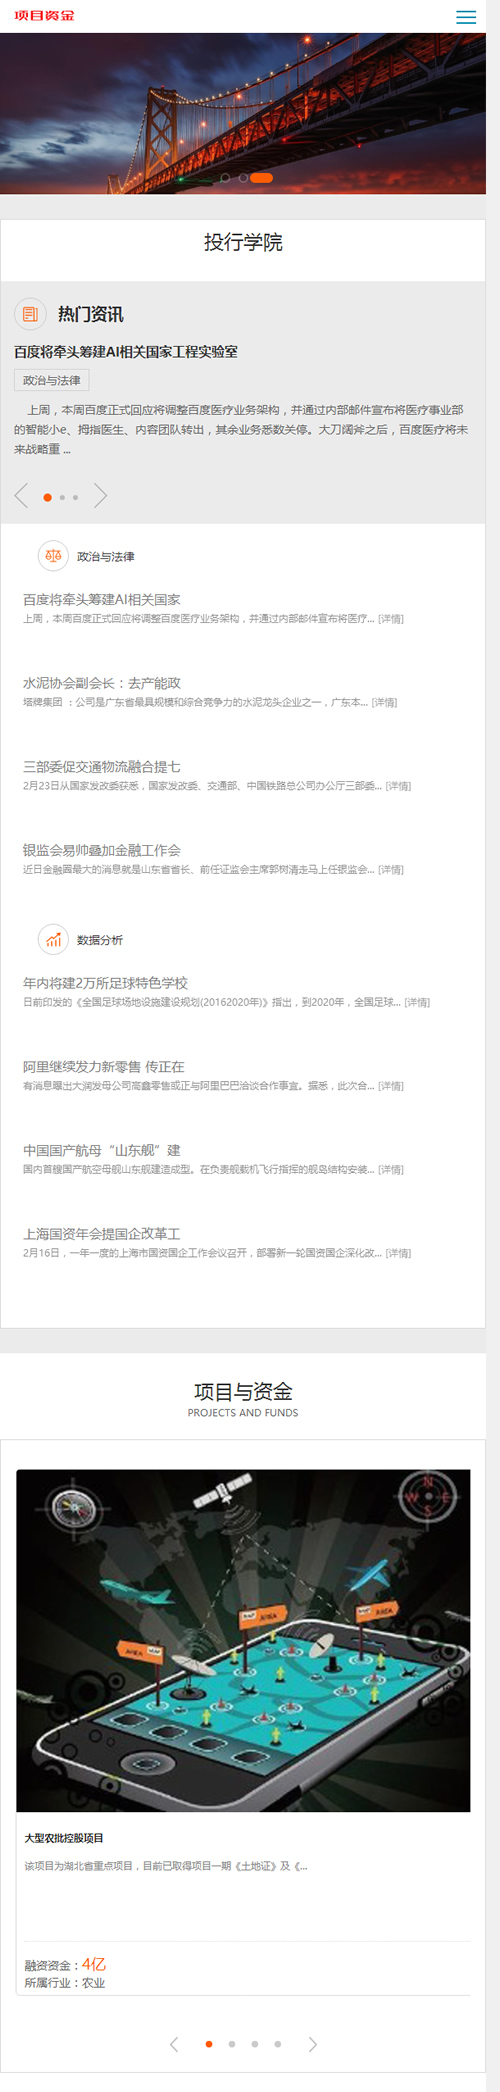 项目资金
投行学院
热门资讯
百度将牵头筹建AI相关国家工程实验室
政治与法律
上周，本周百度正式回应将调整百度医疗业务架构，并通过内部邮件宣布将医疗事业部
的智能小e、拇指医生、内容团队转出，其余业务悉数关停。大刀阔斧之后，百度医疗将未
来战略重 ...
政治与法律
百度将牵头筹建AI相关国家
上周，本周百度正式回应将调整百度医疗业务架构，并通过内部邮件宣布将医疗... [详情]
水泥协会副会长：去产能政
塔牌集团 ：公司是广东省最具规模和综合竞争力的水泥龙头企业之一，广东本... [详情]
三部委促交通物流融合提七
2月23日从国家发改委获悉，国家发改委、交通部、中国铁路总公司办公厅三部委... [详情]
银监会易帅叠加金融工作会
近日金融圈最大的消息就是山东省省长、前任证监会主席郭树清走马上任银监会... [详情]
数据分析
年内将建2万所足球特色学校
日前印发的《全国足球场地设施建设规划(20162020年)》指出，到2020年，全国足球... [详情]
阿里继续发力新零售 传正在
有消息曝出大润发母公司高鑫零售或正与阿里巴巴洽谈合作事宜。据悉，此次合... [详情]
中国国产航母“山东舰”建
国内首艘国产航空母舰山东舰建造成型。在负责舰载机飞行指挥的舰岛结构安装... [详情]
上海国资年会提国企改革工
2月16日，一年一度的上海市国资国企工作会议召开，部署新一轮国资国企深化改... [详情]
项目与资金
PROJECTS AND FUNDS
N
W E
S
AREA
AREA
AREA
大型农批控股项目
该项目为湖北省重点项目，目前已取得项目一期《土地证》及《...
融资资金：4亿
所属行业：农业